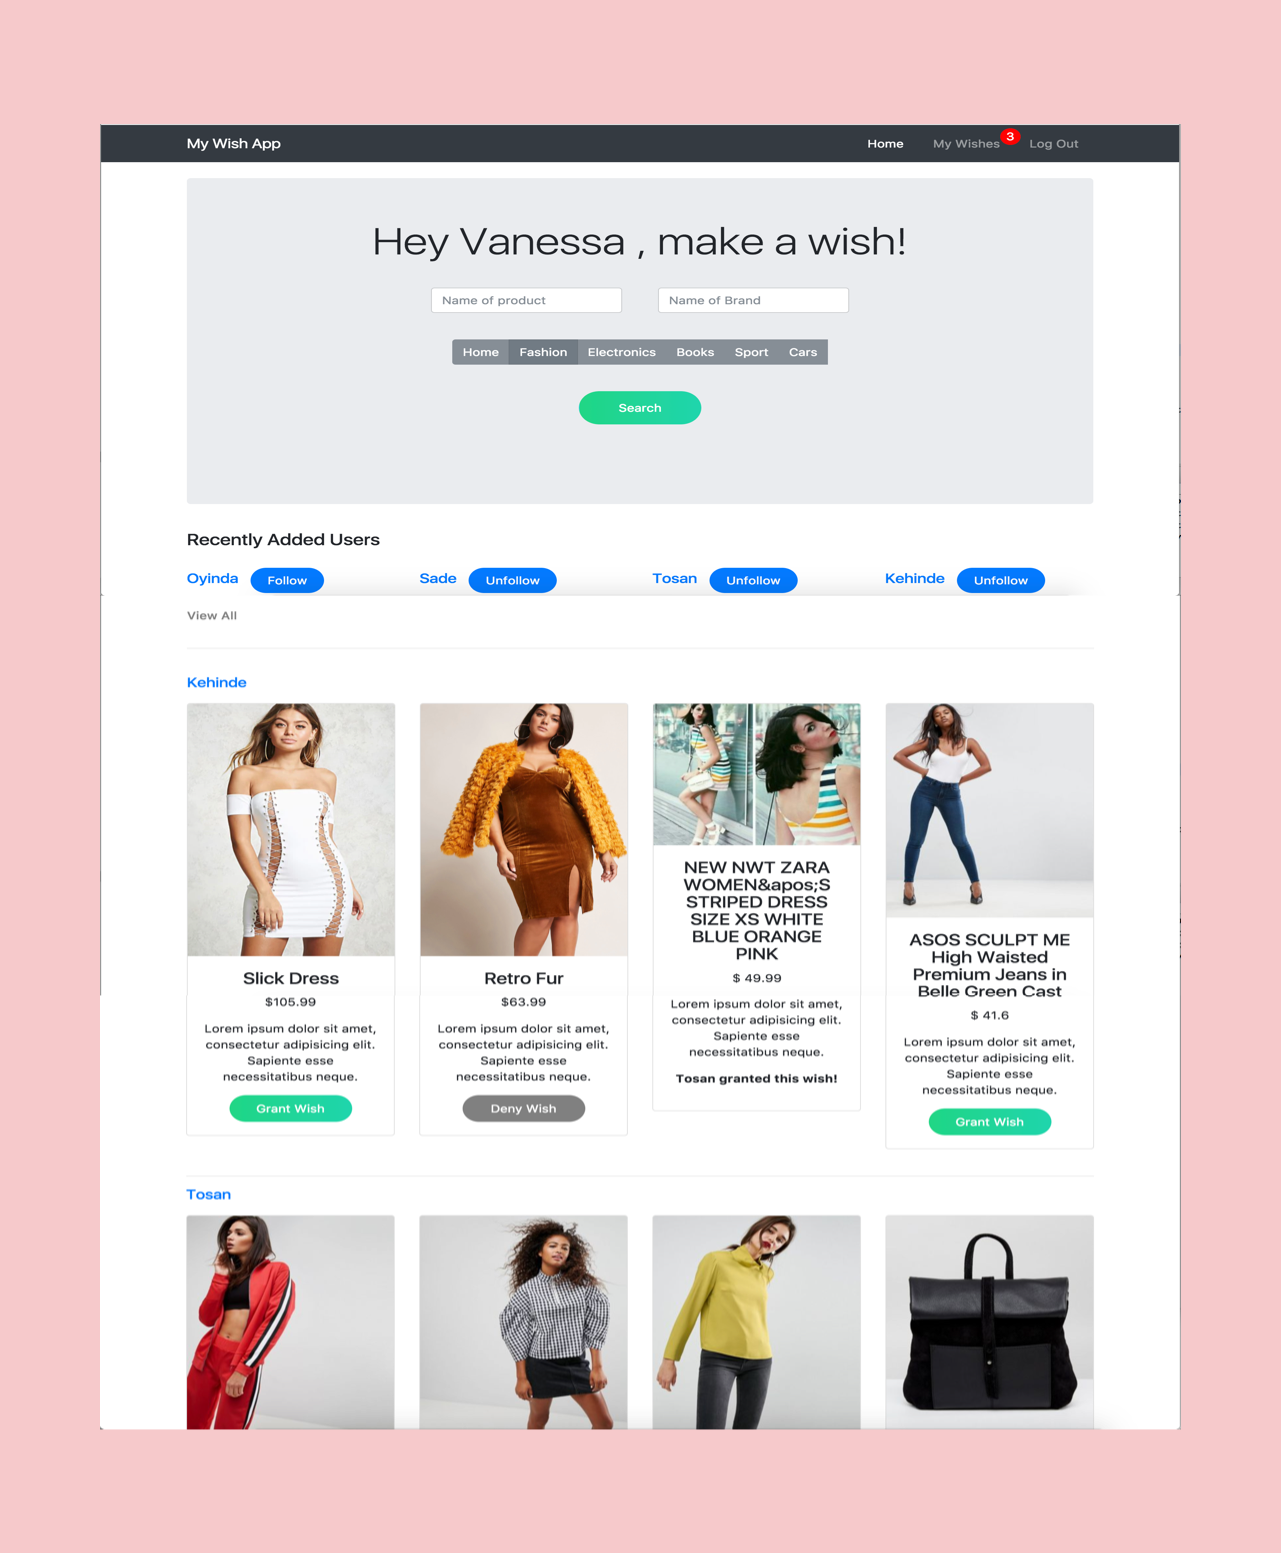 My Wish App
Home
My Wishes
3
Log Out
Hey Vanessa , make a wish!
Name of product
Name of Brand
Home
Fashion
Electronics
Books
Sport
Cars
Search
Recently Added Users
Oyinda
Follow
Sade
Unfollow
Tosan
Unfollow
Kehinde
Unfollow
View All
Kehinde
Slick Dress
$105.99
Lorem ipsum dolor sit amet,
consectetur adipisicing elit.
Sapiente esse
necessitatibus neque.
Grant Wish
Retro Fur
$63.99
Lorem ipsum dolor sit amet,
consectetur adipisicing elit.
Sapiente esse
necessitatibus neque.
Deny Wish
NEW NWT ZARA
WOMEN&apos;S
STRIPED DRESS
SIZE XS WHITE
BLUE ORANGE
PINK
$ 49.99
Lorem ipsum dolor sit amet,
consectetur adipisicing elit.
Sapiente esse
necessitatibus neque.
Tosan granted this wish!
ASOS SCULPT ME
High Waisted
Premium Jeans in
Belle Green Cast
$ 41.6
Lorem ipsum dolor sit amet,
consectetur adipisicing elit.
Sapiente esse
necessitatibus neque.
Grant Wish
Tosan